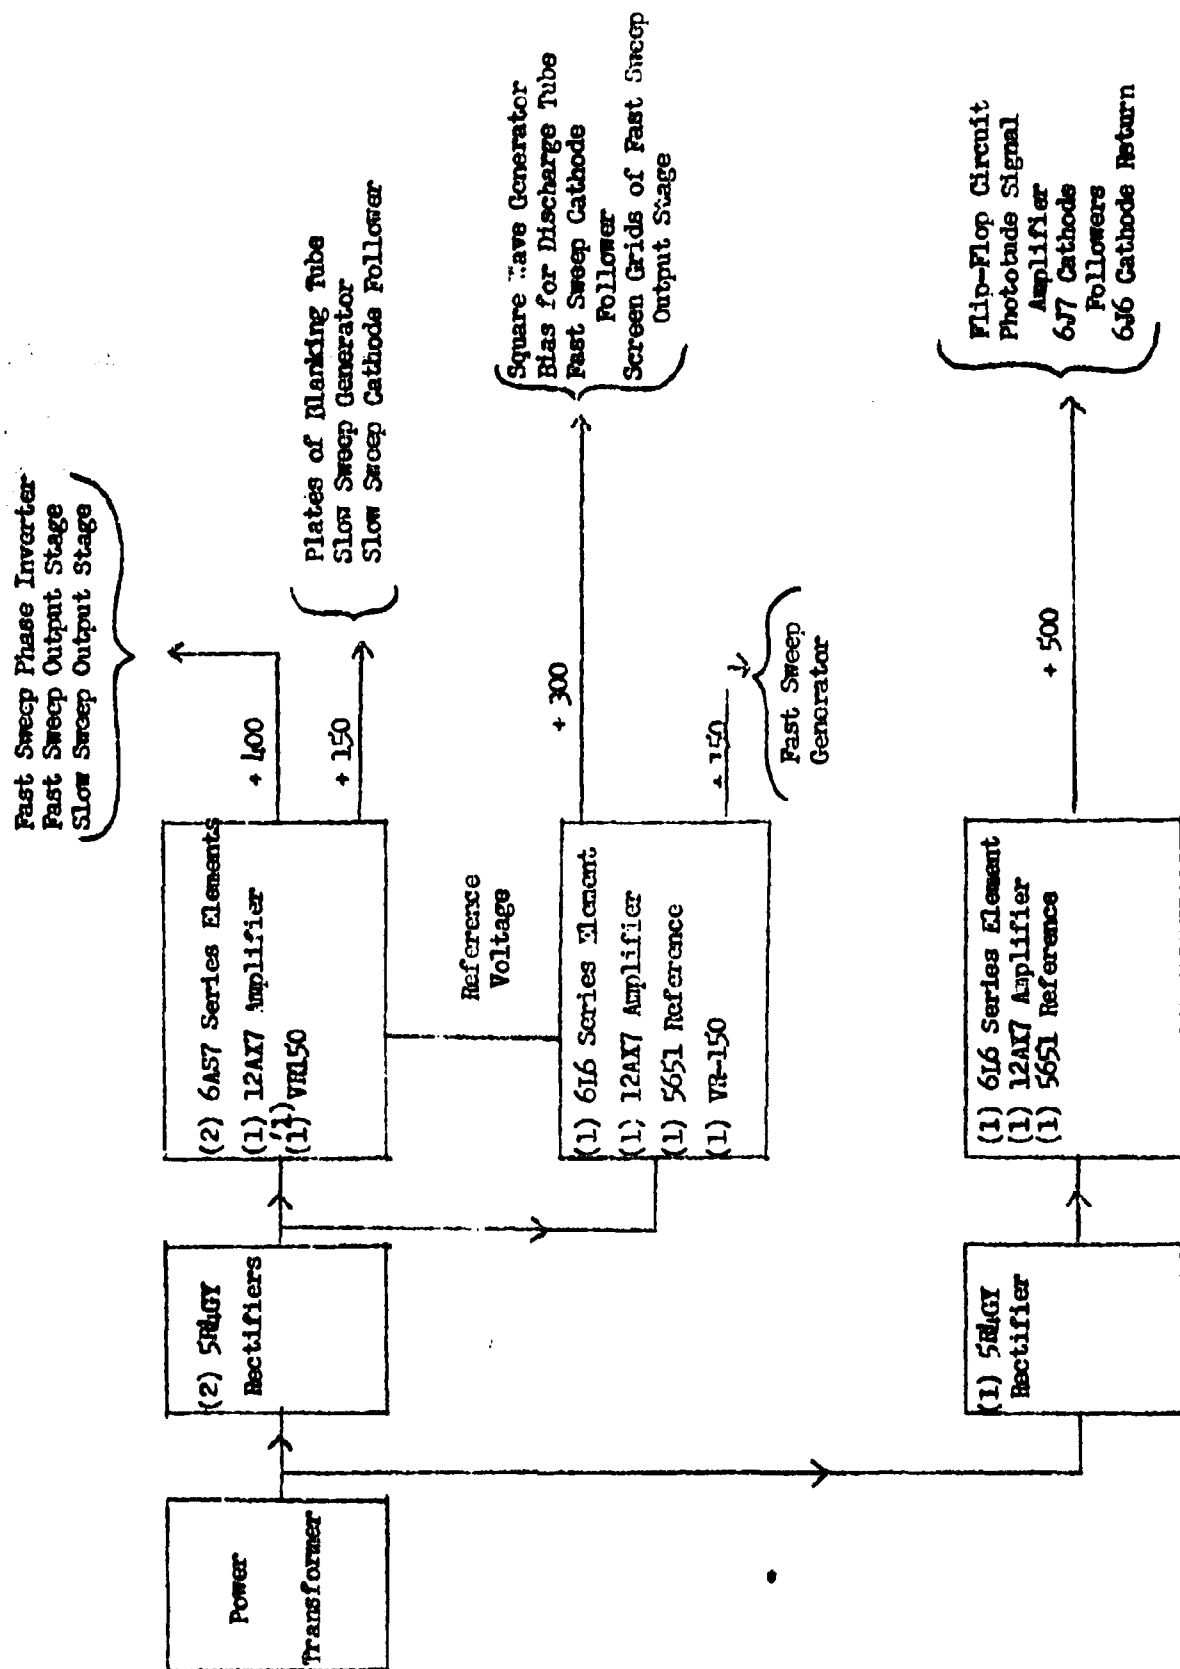 Power
Transformer
(2) 5R4GY
Rectifiers
(2) 6AS7 Series Elements
(1) 12AX7 Amplifier
(1)
(1) VR150
+ 400
Fast Sweep Phase Inverter
Fast Sweep Output Stage
Slow Sweep Output Stage
+ 150
Plates of Blanking Tube
Slow Sweep Generator
Slow Sweep Cathode Follower
Reference
Voltage
(1) 6L6 Series Element
(1) 12AX7 Amplifier
(1) 5651 Reference
(1) VR-150
+ 300
Square Wave Generator
Bias for Discharge Tube
Fast Sweep Cathode
Follower
Screen Grids of Fast Sweep
Output Stage
+ 150
Fast Sweep
Generator
(1) 5R4GY
Rectifier
(1) 6L6 Series Element
(1) 12AX7 Amplifier
(1) 5651 Reference
+ 500
Flip-Flop Circuit
Phototude Signal
Amplifier
6J7 Cathode
Followers
6J6 Cathode Return